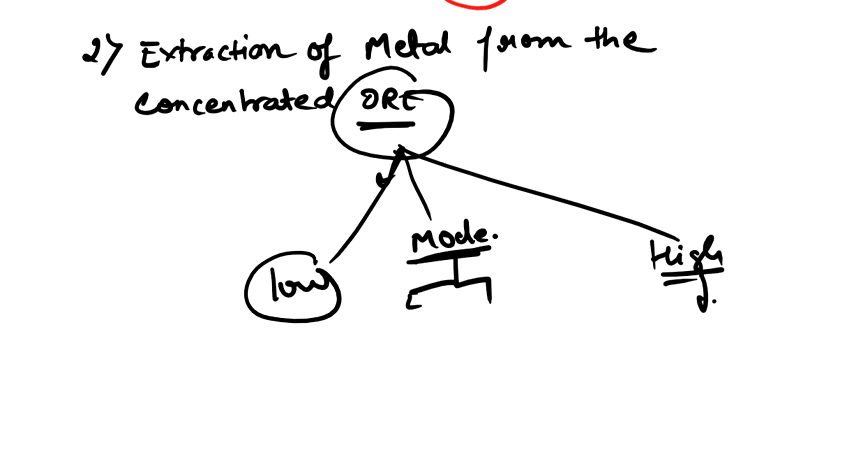 2) Extraction of Metal from the
Concentrated ORE
low
Mode.
High